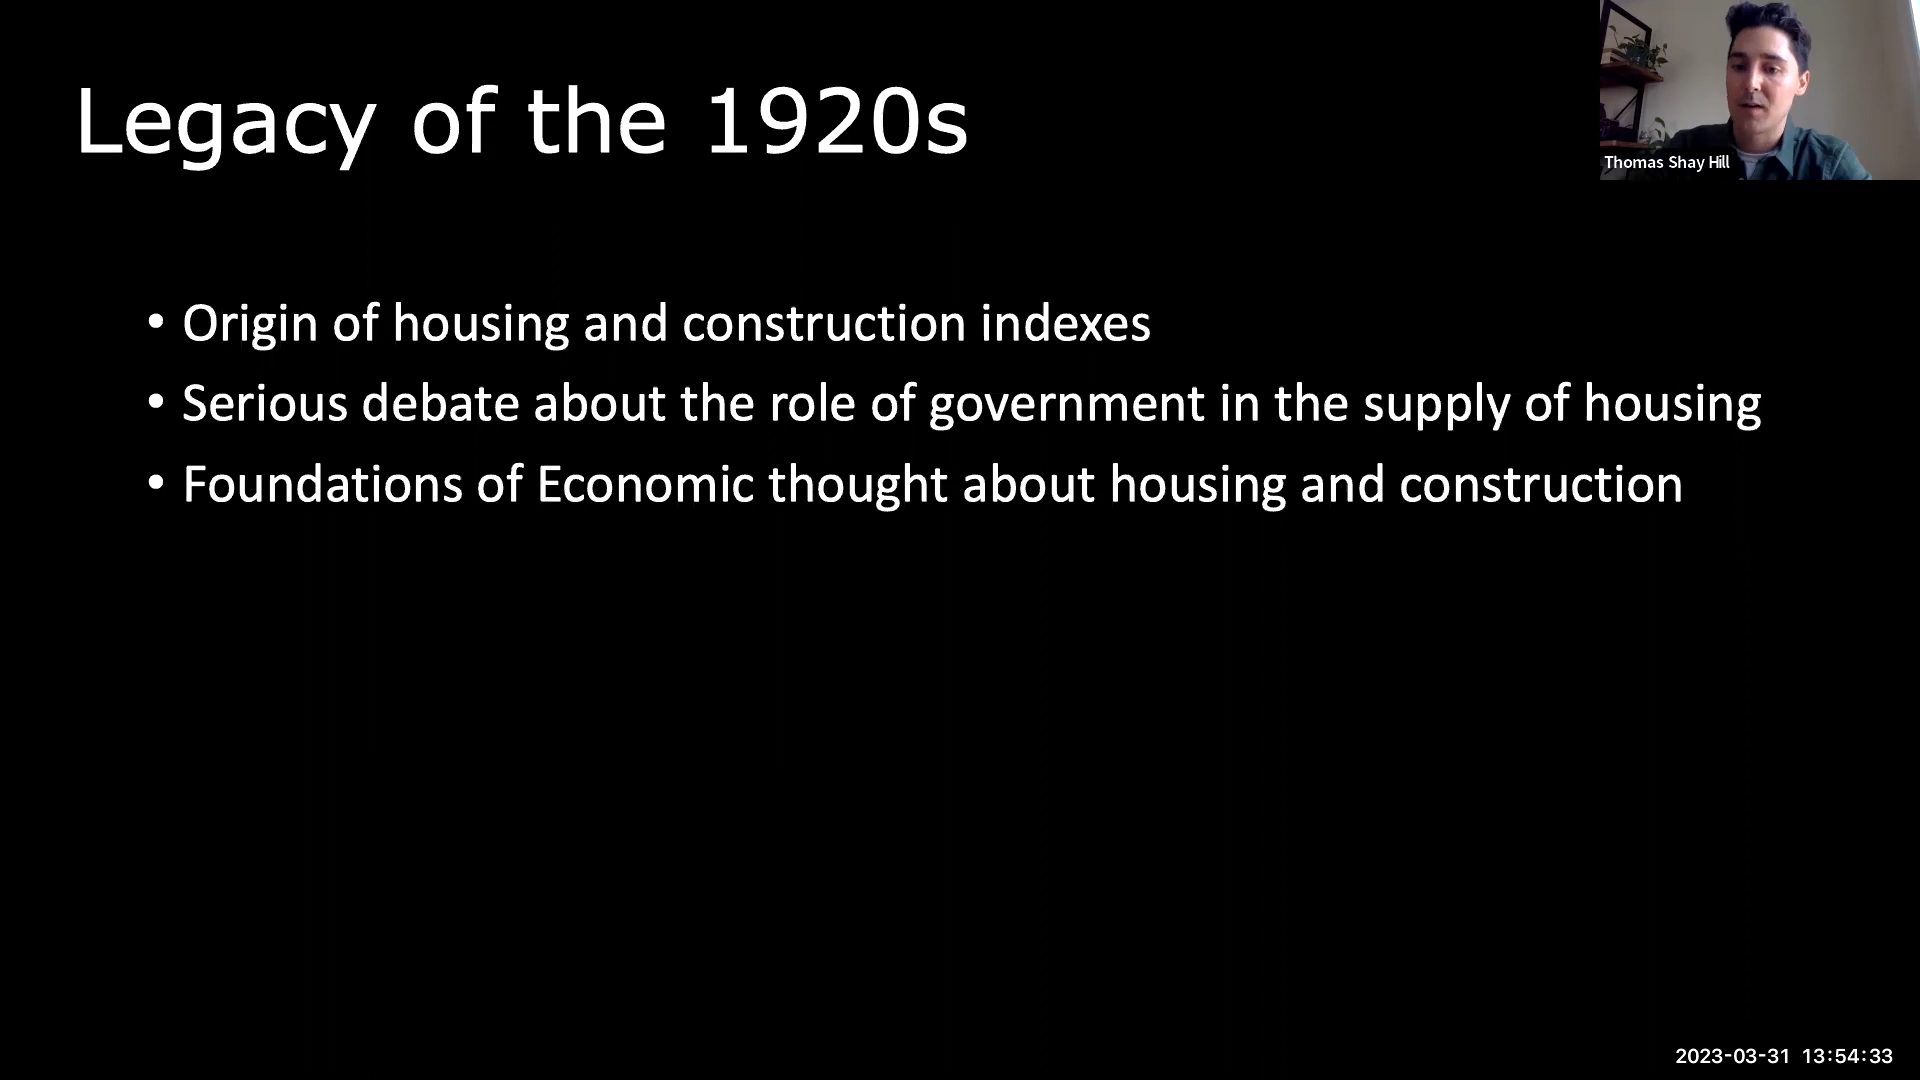 Legacy of the 1920s
Thomas Shay Hill
• Origin of housing and construction indexes
• Serious debate about the role of government in the supply of housing
• Foundations of Economic thought about housing and construction
2023-03-31 13:54:33